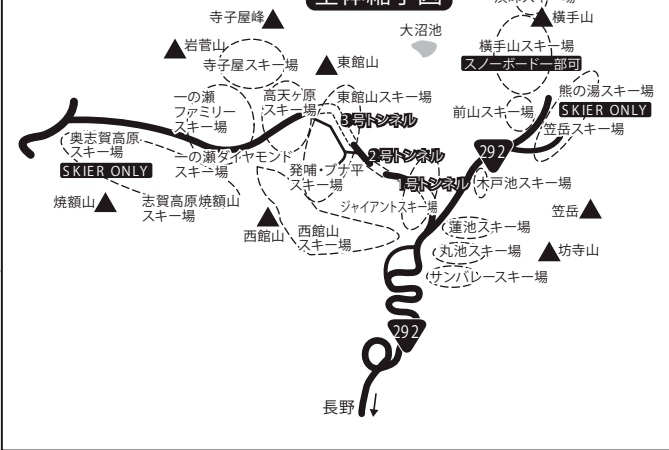 全体縮小図
寺子屋峰
横手山
大沼池
岩菅山
横手山スキー場
スノーボード一部可
寺子屋スキー場
東館山
熊の湯スキー場
SKIER ONLY
一の瀬
ファミリー
スキー場
高天ヶ原
スキー場
東館山スキー場
前山スキー場
笠岳スキー場
3号トンネル
奥志賀高原
スキー場
SKIER ONLY
一の瀬ダイヤモンド
スキー場
2号トンネル
292
発哺・ブナ平
スキー場
1号トンネル
木戸池スキー場
焼額山
志賀高原焼額山
スキー場
ジャイアントスキー場
笠岳
西館山
西館山
スキー場
蓮池スキー場
丸池スキー場
坊寺山
サンバレースキー場
292
長野